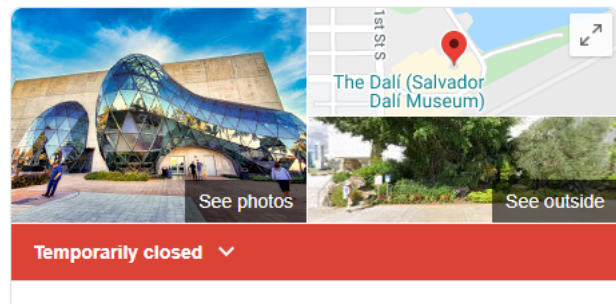 1st St S
The Dalí (Salvador
Dalí Museum)
See photos
See outside
Temporarily closed